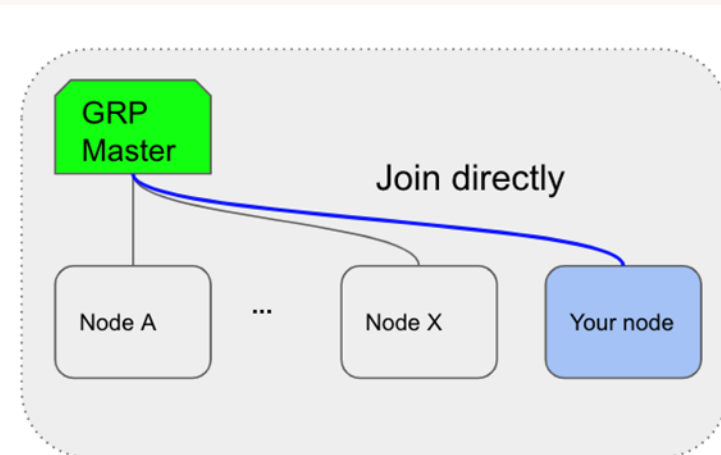 GRP
Master
Join directly
Node A
...
Node X
Your node